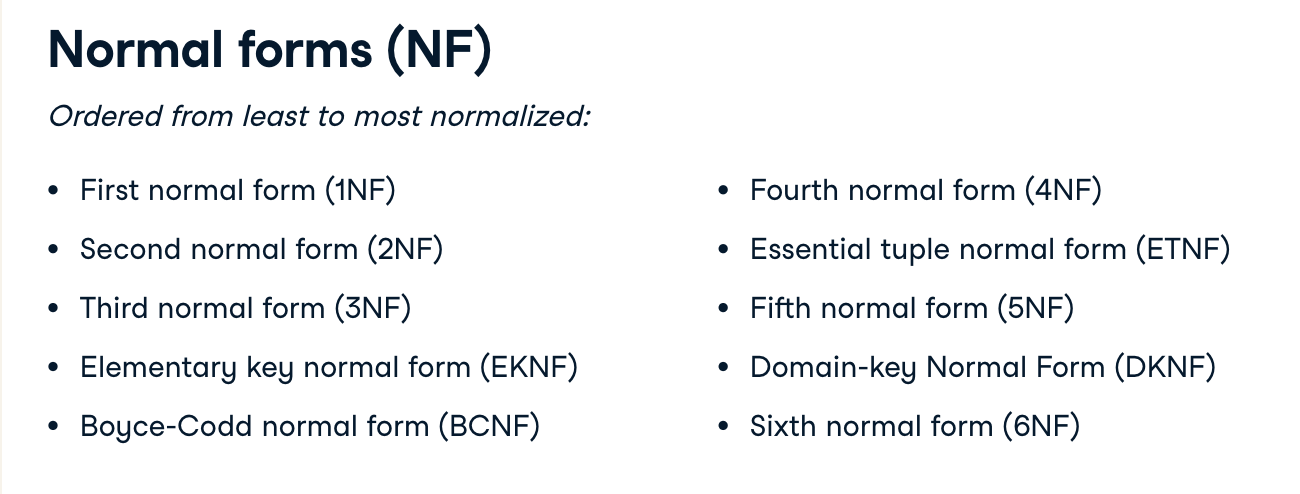 Normal forms (NF)
Ordered from least to most normalized:
• First normal form (1NF)
• Second normal form (2NF)
• Third normal form (3NF)
• Elementary key normal form (EKNF)
• Boyce-Codd normal form (BCNF)
• Fourth normal form (4NF)
• Essential tuple normal form (ETNF)
• Fifth normal form (5NF)
• Domain-key Normal Form (DKNF)
• Sixth normal form (6NF)